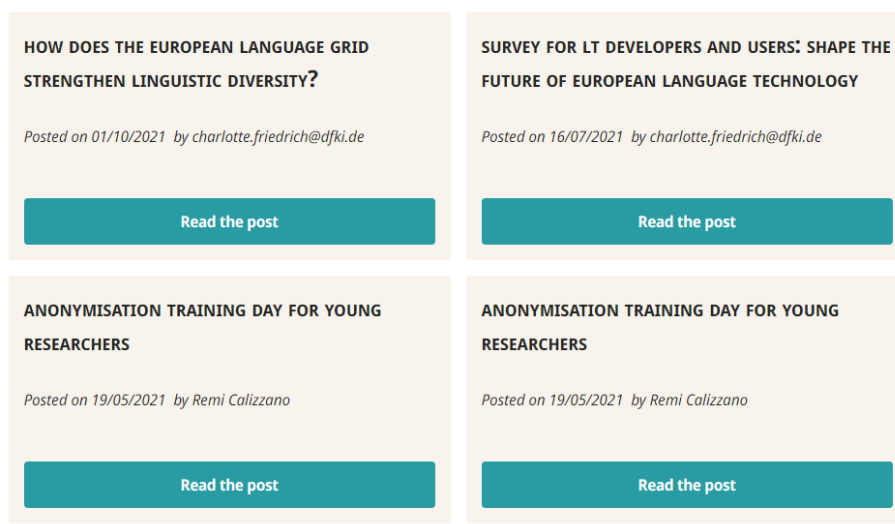 HOW DOES THE EUROPEAN LANGUAGE GRID
STRENGTHEN LINGUISTIC DIVERSITY?
Posted on 01/10/2021 by charlotte.friedrich@dfki.de
Read the post
SURVEY FOR LT DEVELOPERS AND USERS: SHAPE THE
FUTURE OF EUROPEAN LANGUAGE TECHNOLOGY
Posted on 16/07/2021 by charlotte.friedrich@dfki.de
Read the post
ANONYMISATION TRAINING DAY FOR YOUNG
RESEARCHERS
Posted on 19/05/2021 by Remi Calizzano
Read the post
ANONYMISATION TRAINING DAY FOR YOUNG
RESEARCHERS
Posted on 19/05/2021 by Remi Calizzano
Read the post